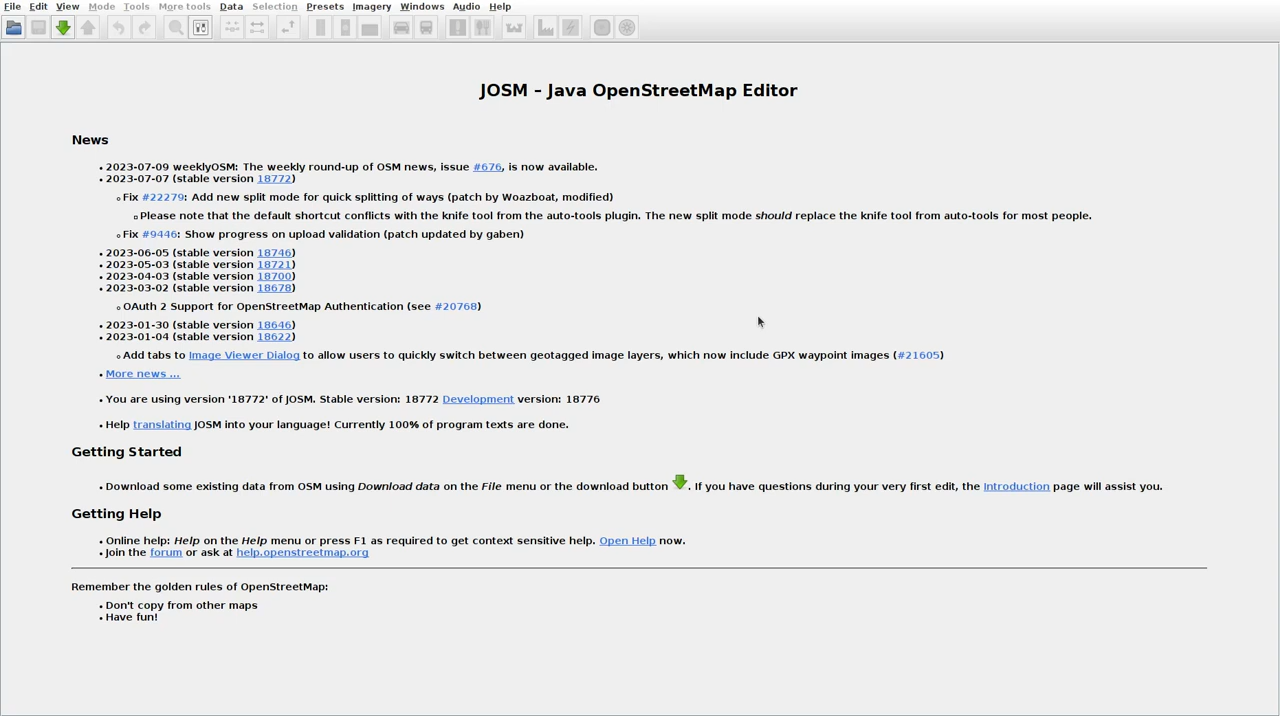 File Edit View Mode Tools More tools Data Selection Presets Imagery Windows Audio Help
JOSM – Java OpenStreetMap Editor
News
2023-07-09 weeklyOSM: The weekly round-up of OSM news, issue #676, is now available.
2023-07-07 (stable version 18772)
Fix #22279: Add new split mode for quick splitting of ways (patch by Woazboat, modified)
Please note that the default shortcut conflicts with the knife tool from the auto-tools plugin. The new split mode should replace the knife tool from auto-tools for most people.
Fix #9446: Show progress on upload validation (patch updated by gaben)
2023-06-05 (stable version 18746)
2023-05-03 (stable version 18721)
2023-04-03 (stable version 18700)
2023-03-02 (stable version 18678)
OAuth 2 Support for OpenStreetMap Authentication (see #20768)
2023-01-30 (stable version 18646)
2023-01-04 (stable version 18622)
Add tabs to Image Viewer Dialog to allow users to quickly switch between geotagged image layers, which now include GPX waypoint images (#21605)
More news ...
You are using version '18772' of JOSM. Stable version: 18772 Development version: 18776
Help translating JOSM into your language! Currently 100% of program texts are done.
Getting Started
Download some existing data from OSM using Download data on the File menu or the download button . If you have questions during your very first edit, the Introduction page will assist you.
Getting Help
Online help: Help on the Help menu or press F1 as required to get context sensitive help. Open Help now.
Join the forum or ask at help.openstreetmap.org
Remember the golden rules of OpenStreetMap:
Don't copy from other maps
Have fun!